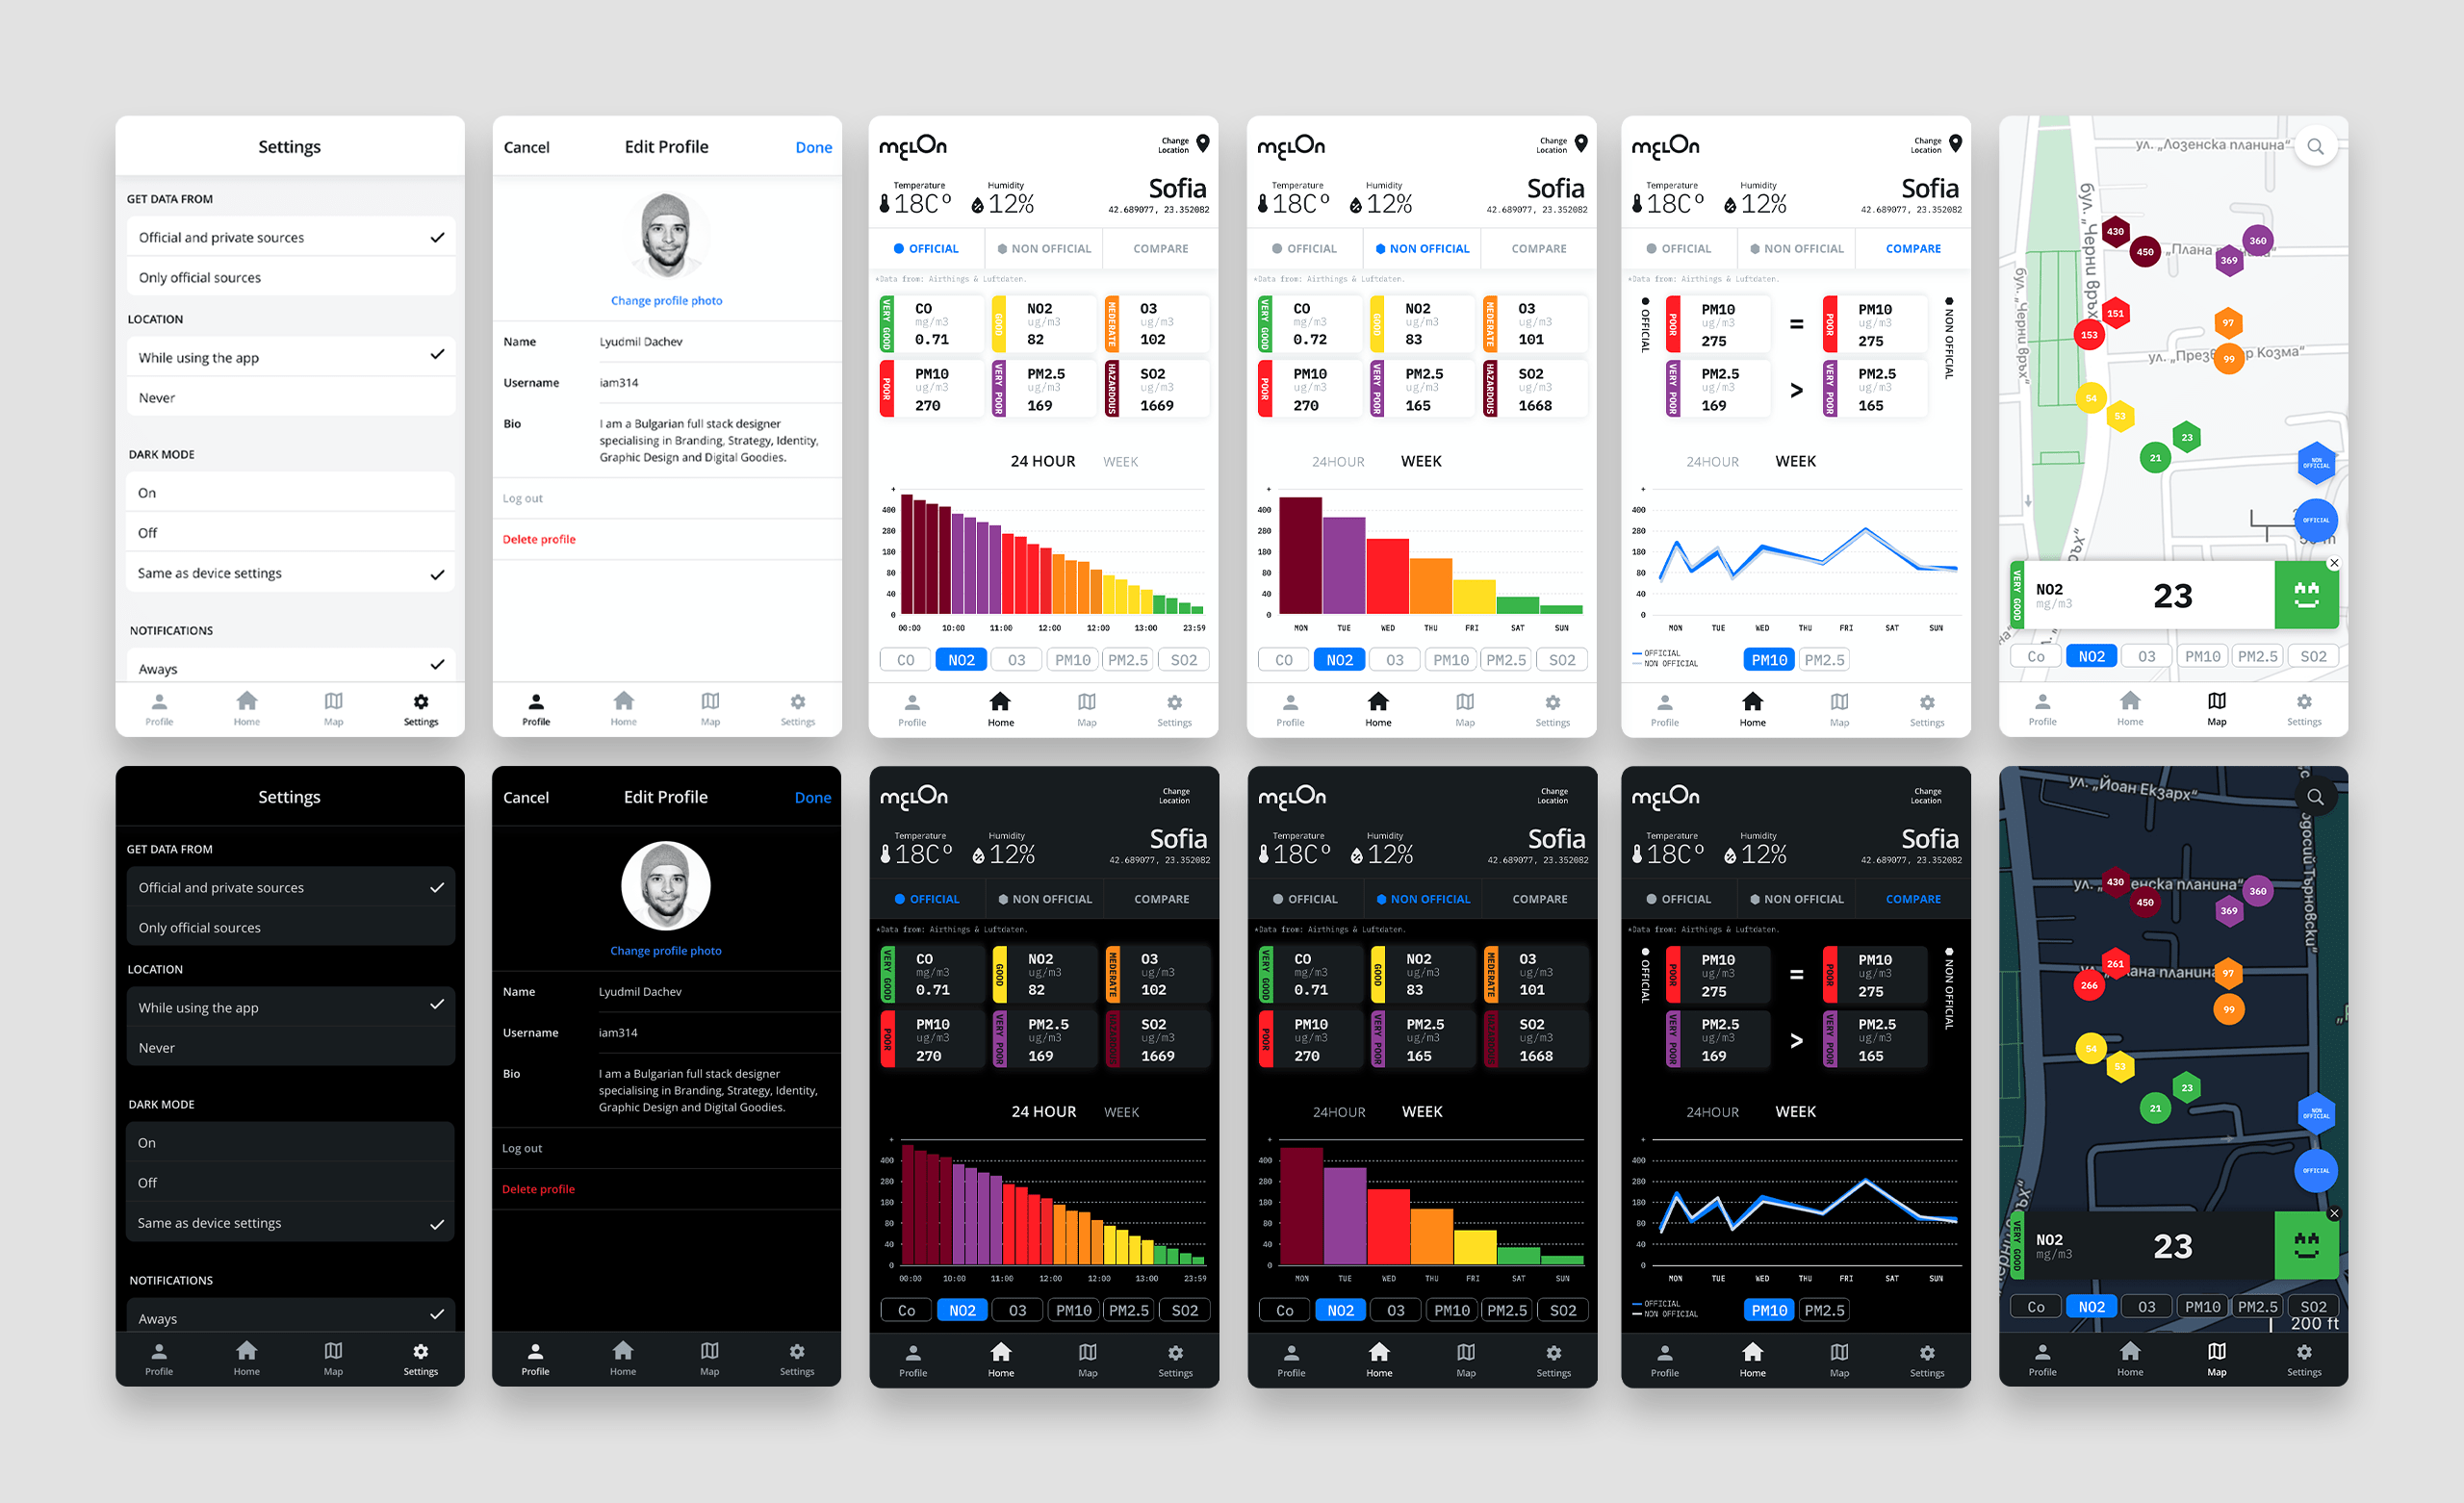 Settings
GET DATA FROM
Official and private sources
Only official sources
LOCATION
While using the app
Never
DARK MODE
On
Off
Same as device settings
NOTIFICATIONS
Aways
Profile Home Map Settings
Cancel Edit Profile Done
Change profile photo
Name Lyudmil Dachev
Username iam314
Bio I am a Bulgarian full stack designer
specialising in Branding, Strategy, Identity,
Graphic Design and Digital Goodies.
Log out
Delete profile
Profile Home Map Settings
melon
Change
Location
Temperature Humidity
18C° 12%
Sofia
42.689077, 23.352082
OFFICIAL NON OFFICIAL COMPARE
*Data from: Airthings & Luftdaten.
VERY GOOD CO mg/m3 0.71
GOOD NO2 ug/m3 82
MEDERATE O3 ug/m3 102
POOR PM10 ug/m3 270
VERY POOR PM2.5 ug/m3 169
HAZARDOUS SO2 ug/m3 1669
24 HOUR WEEK
+
400
280
180
80
40
0
00:00 10:00 11:00 12:00 12:00 13:00 23:59
CO NO2 O3 PM10 PM2.5 SO2
Profile Home Map Settings
melon
Change
Location
Temperature Humidity
18C° 12%
Sofia
42.689077, 23.352082
OFFICIAL NON OFFICIAL COMPARE
*Data from: Airthings & Luftdaten.
VERY GOOD CO mg/m3 0.72
GOOD NO2 ug/m3 83
MEDERATE O3 ug/m3 101
POOR PM10 ug/m3 270
VERY POOR PM2.5 ug/m3 165
HAZARDOUS SO2 ug/m3 1668
24HOUR WEEK
+
400
280
180
80
40
0
MON TUE WED THU FRI SAT SUN
CO NO2 O3 PM10 PM2.5 SO2
Profile Home Map Settings
melon
Change
Location
Temperature Humidity
18C° 12%
Sofia
42.689077, 23.352082
OFFICIAL NON OFFICIAL COMPARE
*Data from: Airthings & Luftdaten.
OFFICIAL
POOR PM10 ug/m3 275 = POOR PM10 ug/m3 275
VERY POOR PM2.5 ug/m3 169 > VERY POOR PM2.5 ug/m3 165
NON OFFICIAL
24HOUR WEEK
+
400
280
180
80
40
0
MON TUE WED THU FRI SAT SUN
OFFICIAL
NON OFFICIAL
PM10 PM2.5
Profile Home Map Settings
ул. „Лозенска планина“
бул. „Черни връх“
бул. „Черни връх“
430
450 „Плана
360
369
151
153
97
ул. Козма“
99
54
53
23
21
NON
OFFICIAL
OFFICIAL
VERY GOOD NO2 mg/m3 23
Co NO2 O3 PM10 PM2.5 SO2
Profile Home Map Settings
Settings
GET DATA FROM
Official and private sources
Only official sources
LOCATION
While using the app
Never
DARK MODE
On
Off
Same as device settings
NOTIFICATIONS
Aways
Profile Home Map Settings
Cancel Edit Profile Done
Change profile photo
Name Lyudmil Dachev
Username iam314
Bio I am a Bulgarian full stack designer
specialising in Branding, Strategy, Identity,
Graphic Design and Digital Goodies.
Log out
Delete profile
Profile Home Map Settings
melon
Change
Location
Temperature Humidity
18C° 12%
Sofia
42.689077, 23.352082
OFFICIAL NON OFFICIAL COMPARE
*Data from: Airthings & Luftdaten.
VERY GOOD CO mg/m3 0.71
GOOD NO2 ug/m3 82
MEDERATE O3 ug/m3 102
POOR PM10 ug/m3 270
VERY POOR PM2.5 ug/m3 169
HAZARDOUS SO2 ug/m3 1669
24 HOUR WEEK
+
400
280
180
80
40
0
00:00 10:00 11:00 12:00 12:00 13:00 23:59
Co NO2 O3 PM10 PM2.5 SO2
Profile Home Map Settings
melon
Change
Location
Temperature Humidity
18C° 12%
Sofia
42.689077, 23.352082
OFFICIAL NON OFFICIAL COMPARE
*Data from: Airthings & Luftdaten.
VERY GOOD CO mg/m3 0.71
GOOD NO2 ug/m3 83
MEDERATE O3 ug/m3 101
POOR PM10 ug/m3 270
VERY POOR PM2.5 ug/m3 165
HAZARDOUS SO2 ug/m3 1668
24HOUR WEEK
+
400
280
180
80
40
0
MON TUE WED THU FRI SAT SUN
Co NO2 O3 PM10 PM2.5 SO2
Profile Home Map Settings
melon
Change
Location
Temperature Humidity
18C° 12%
Sofia
42.689077, 23.352082
OFFICIAL NON OFFICIAL COMPARE
*Data from: Airthings & Luftdaten.
OFFICIAL
POOR PM10 ug/m3 275 = POOR PM10 ug/m3 275
VERY POOR PM2.5 ug/m3 169 > VERY POOR PM2.5 ug/m3 165
NON OFFICIAL
24HOUR WEEK
+
400
280
180
80
40
0
MON TUE WED THU FRI SAT SUN
OFFICIAL
NON OFFICIAL
PM10 PM2.5
Profile Home Map Settings
ул. „Йоан Екзарх“
одосий Търновски“
430
ул. енска планина“
450
360
369
261
ул. ана планина“
266
97
99
54
53
23
21
NON
OFFICIAL
OFFICIAL
VERY GOOD NO2 mg/m3 23
Co NO2 O3 PM10 PM2.5 SO2
200 ft
Profile Home Map Settings